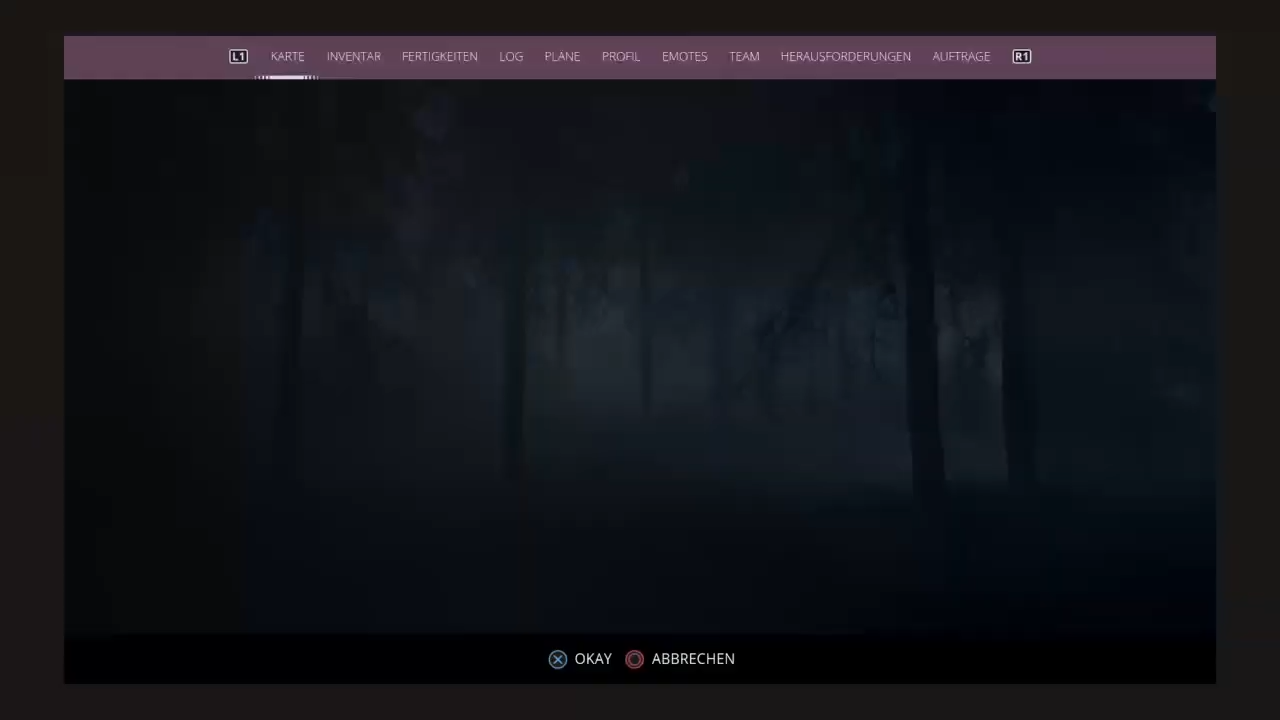 L1 KARTE INVENTAR FERTIGKEITEN LOG PLÄNE PROFIL EMOTES TEAM HERAUSFORDERUNGEN AUFTRÄGE R1
OKAY ABBRECHEN